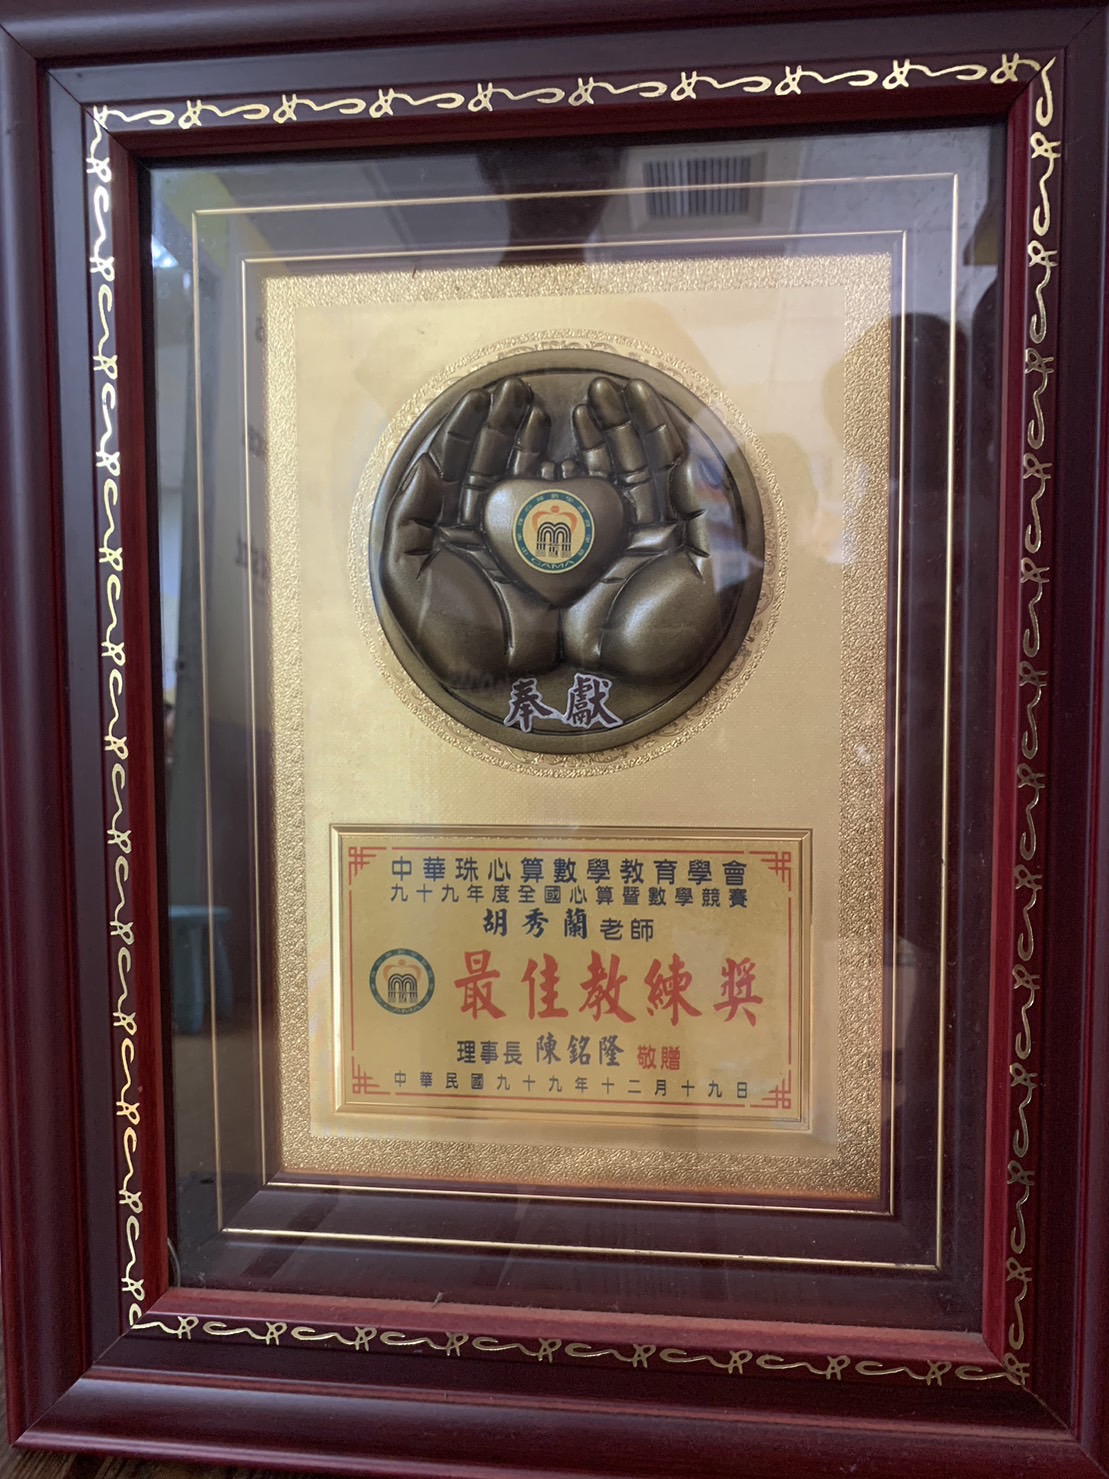 奉獻
中華珠心算數學教育學會
九十九年度全國心算暨數學競賽
胡秀蘭老師
最佳教練獎
理事長陳銘隆敬贈
中華民國九十九年十二月十九日
CAMA